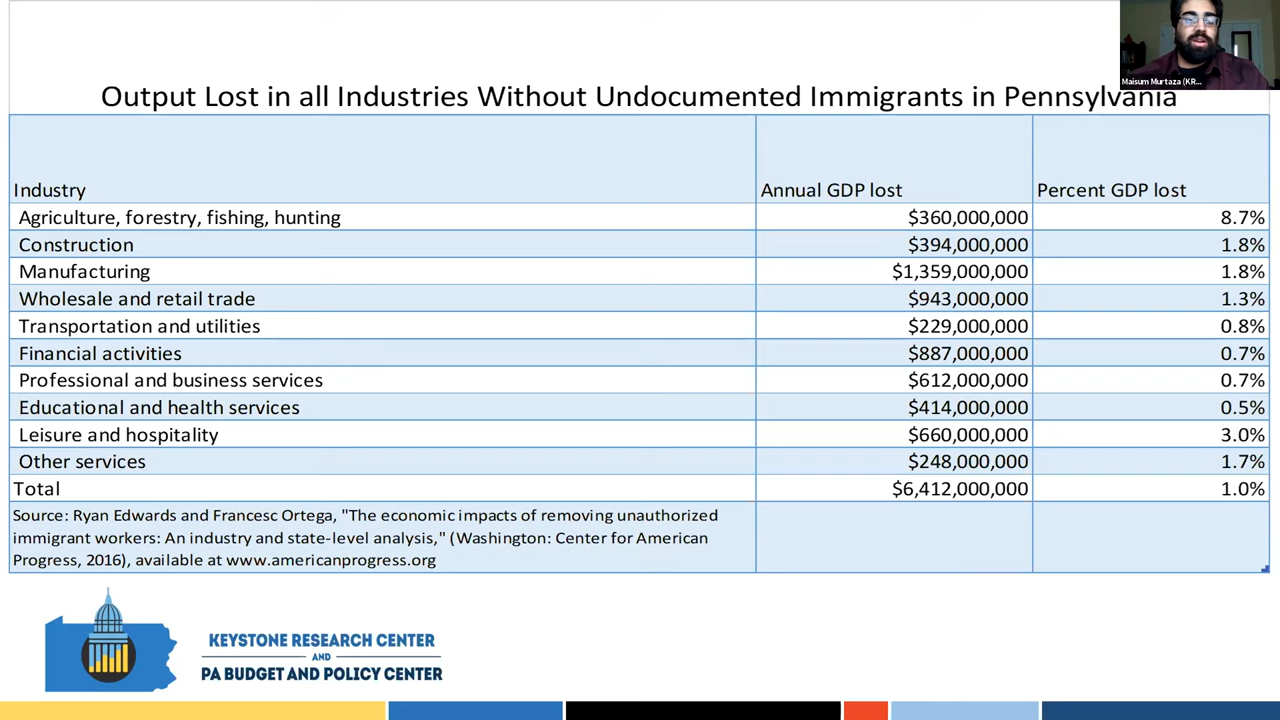 Maisum Murtaza (KR...
Output Lost in all Industries Without Undocumented Immigrants in Pennsylvania
Industry Annual GDP lost Percent GDP lost
Agriculture, forestry, fishing, hunting $360,000,000 8.7%
Construction $394,000,000 1.8%
Manufacturing $1,359,000,000 1.8%
Wholesale and retail trade $943,000,000 1.3%
Transportation and utilities $229,000,000 0.8%
Financial activities $887,000,000 0.7%
Professional and business services $612,000,000 0.7%
Educational and health services $414,000,000 0.5%
Leisure and hospitality $660,000,000 3.0%
Other services $248,000,000 1.7%
Total $6,412,000,000 1.0%
Source: Ryan Edwards and Francesc Ortega, "The economic impacts of removing unauthorized
immigrant workers: An industry and state-level analysis," (Washington: Center for American
Progress, 2016), available at www.americanprogress.org
KEYSTONE RESEARCH CENTER
AND
PA BUDGET AND POLICY CENTER